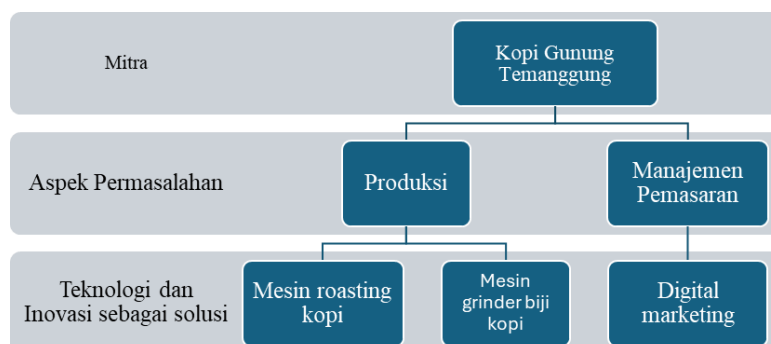 Mitra
Kopi Gunung
Temanggung
Aspek Permasalahan
Produksi
Manajemen
Pemasaran
Teknologi dan
Inovasi sebagai solusi
Mesin roasting
kopi
Mesin
grinder biji
kopi
Digital
marketing